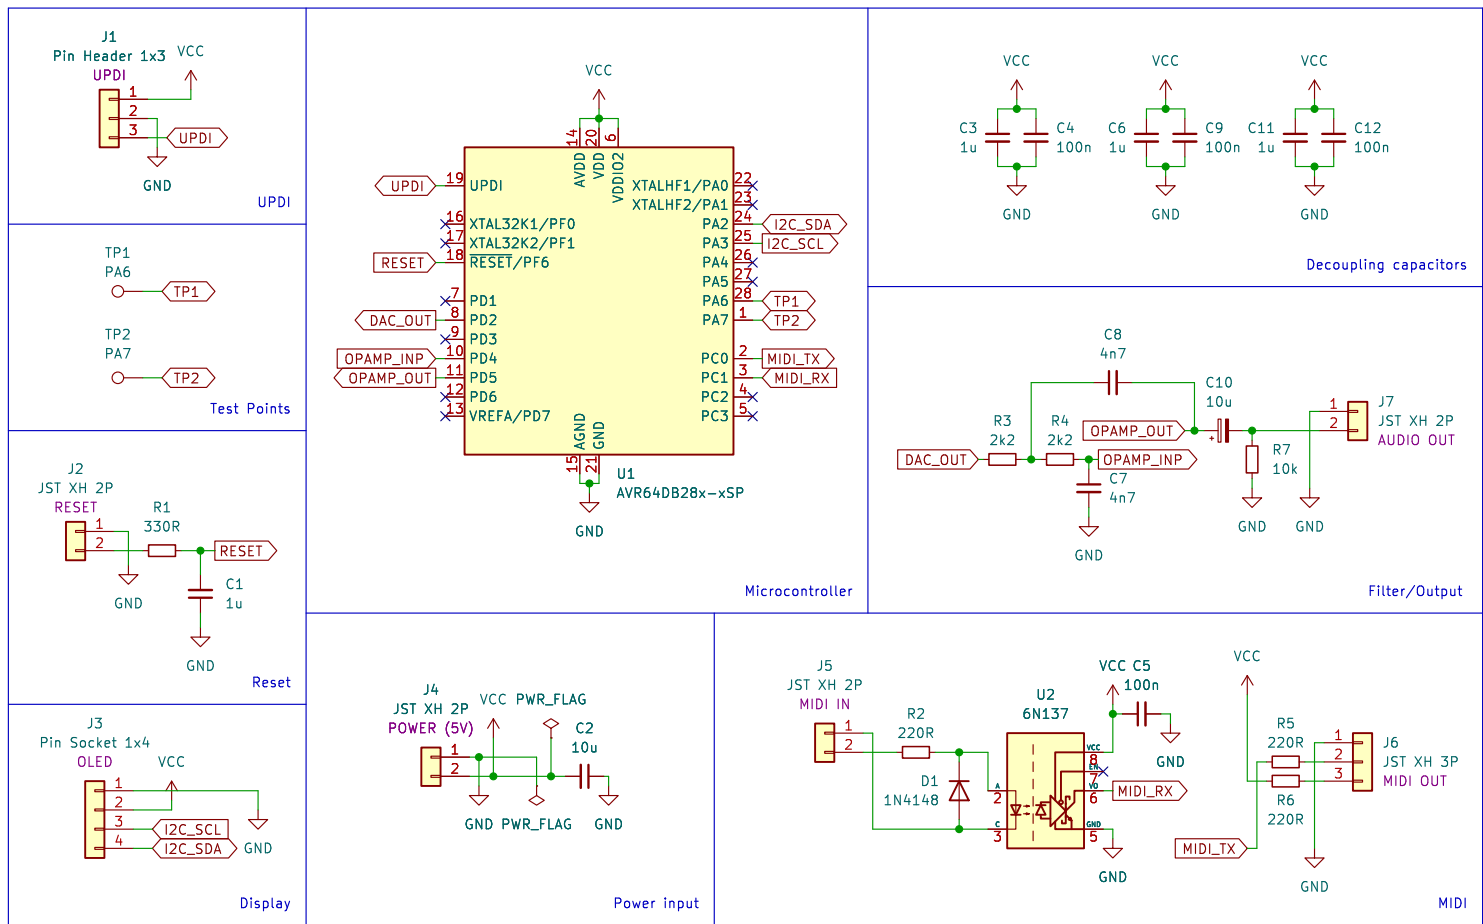 J1
Pin Header 1x3
UPDI
VCC
1
2
3
UPDI
GND
UPDI
TP1
PA6
TP1
TP2
PA7
TP2
Test Points
J2
JST XH 2P
RESET
1
2
R1
330R
RESET
C1
1u
GND
GND
Reset
J3
Pin Socket 1x4
OLED
VCC
1
2
3
4
I2C_SCL
I2C_SDA
GND
Display
VCC
14
20
6
AVDD
VDD
VDDIO2
UPDI
19
UPDI
16
XTAL32K1/PF0
17
XTAL32K2/PF1
RESET
18
RESET/PF6
7
PD1
DAC_OUT
8
PD2
9
PD3
OPAMP_INP
10
PD4
OPAMP_OUT
11
PD5
12
PD6
13
VREFA/PD7
XTALHF1/PA0
22
XTALHF2/PA1
23
PA2
24
I2C_SDA
PA3
25
I2C_SCL
PA4
26
PA5
27
PA6
28
TP1
PA7
1
TP2
PC0
2
MIDI_TX
PC1
3
MIDI_RX
PC2
4
PC3
5
AGND
GND
15
21
U1
AVR64DB28x-xSP
GND
Microcontroller
VCC
VCC
VCC
C3
1u
C4
100n
C6
1u
C9
100n
C11
1u
C12
100n
GND
GND
GND
Decoupling capacitors
C8
4n7
C10
10u
+
R3
2k2
R4
2k2
OPAMP_OUT
DAC_OUT
OPAMP_INP
C7
4n7
GND
R7
10k
GND
GND
1
2
J7
JST XH 2P
AUDIO OUT
Filter/Output
J4
JST XH 2P
POWER (5V)
1
2
VCC
PWR_FLAG
C2
10u
GND
PWR_FLAG
GND
Power input
J5
JST XH 2P
MIDI IN
1
2
R2
220R
D1
1N4148
U2
6N137
A
2
C
3
VCC
8
EN
7
VO
6
GND
5
VCC
C5
100n
GND
MIDI_RX
GND
VCC
R5
220R
R6
220R
MIDI_TX
1
2
3
J6
JST XH 3P
MIDI OUT
GND
MIDI